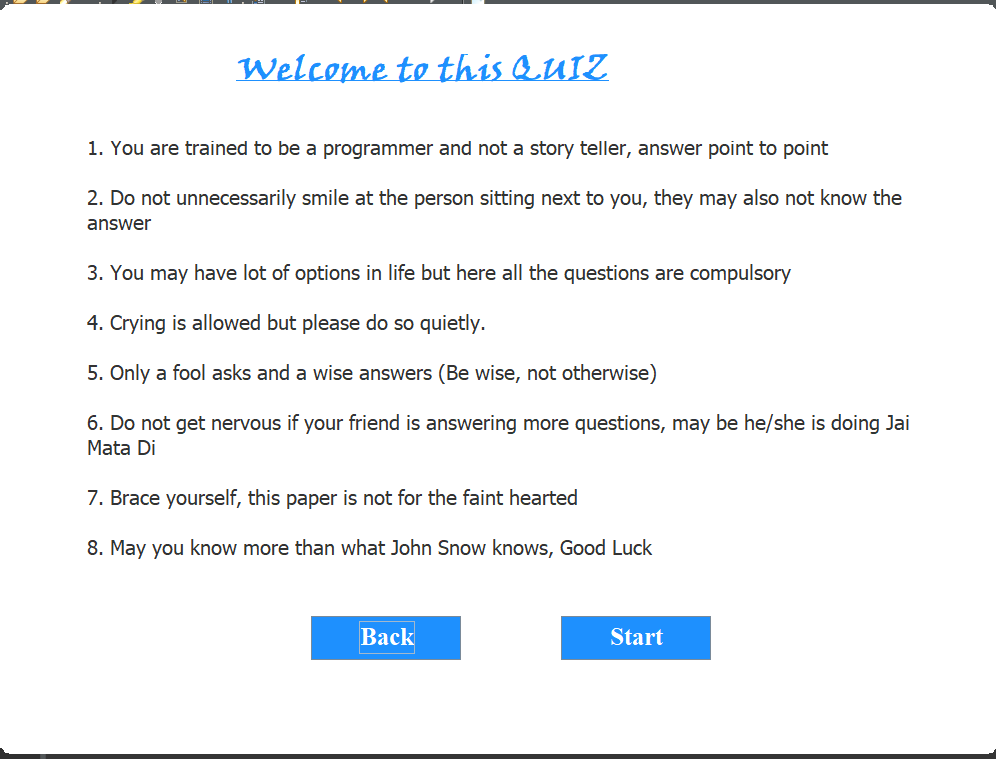 Welcome to this QUIZ
1. You are trained to be a programmer and not a story teller, answer point to point
2. Do not unnecessarily smile at the person sitting next to you, they may also not know the
answer
3. You may have lot of options in life but here all the questions are compulsory
4. Crying is allowed but please do so quietly.
5. Only a fool asks and a wise answers (Be wise, not otherwise)
6. Do not get nervous if your friend is answering more questions, may be he/she is doing Jai
Mata Di
7. Brace yourself, this paper is not for the faint hearted
8. May you know more than what John Snow knows, Good Luck
Back Start